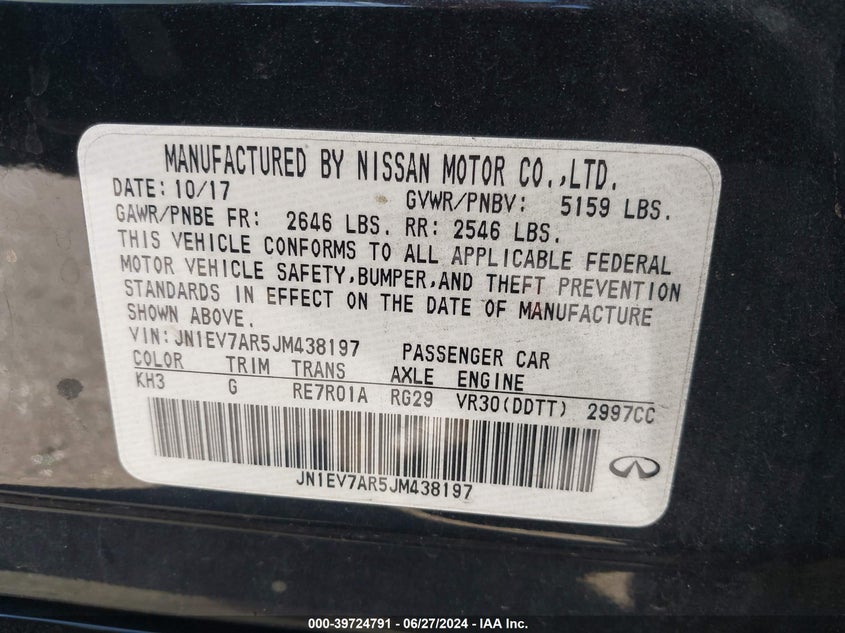 MANUFACTURED BY NISSAN MOTOR CO.,LTD.
DATE: 10/17 GVWR/PNBV: 5159 LBS.
GAWR/PNBE FR: 2646 LBS. RR: 2546 LBS.
THIS VEHICLE CONFORMS TO ALL APPLICABLE FEDERAL
MOTOR VEHICLE SAFETY,BUMPER,AND THEFT PREVENTION
STANDARDS IN EFFECT ON THE DATE OF MANUFACTURE
SHOWN ABOVE.
VIN:JN1EV7AR5JM438197 PASSENGER CAR
COLOR TRIM TRANS AXLE ENGINE
KH3 G RE7R01A RG29 VR30(DDTT) 2997CC
JN1EV7AR5JM438197
000-39724791 - 06/27/2024 - IAA Inc.